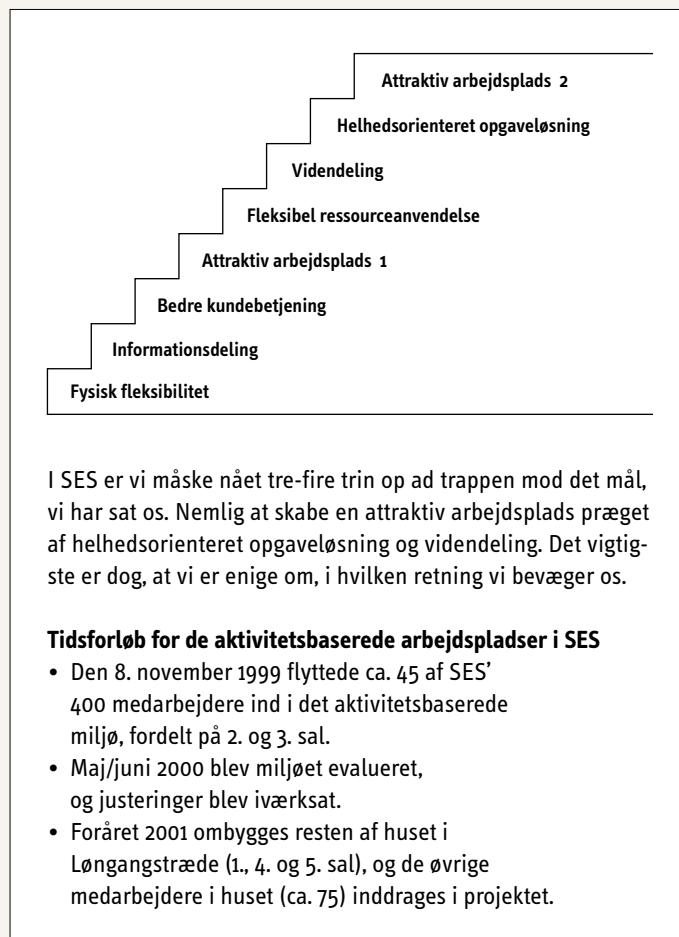 Attraktiv arbejdsplads 2
Helhedsorienteret opgaveløsning
Videndeling
Fleksibel ressourceanvendelse
Attraktiv arbejdsplads 1
Bedre kundebetjening
Informationsdeling
Fysisk fleksibilitet
I SES er vi måske nået tre-fire trin op ad trappen mod det mål,
vi har sat os. Nemlig at skabe en attraktiv arbejdsplads præget
af helhedsorienteret opgaveløsning og videndeling. Det vigtig-
ste er dog, at vi er enige om, i hvilken retning vi bevæger os.
Tidsforløb for de aktivitetsbaserede arbejdspladser i SES
• Den 8. november 1999 flyttede ca. 45 af SES’
400 medarbejdere ind i det aktivitetsbaserede
miljø, fordelt på 2. og 3. sal.
• Maj/juni 2000 blev miljøet evalueret,
og justeringer blev iværksat.
• Foråret 2001 ombygges resten af huset i
Løngangstræde (1., 4. og 5. sal), og de øvrige
medarbejdere i huset (ca. 75) inddrages i projektet.